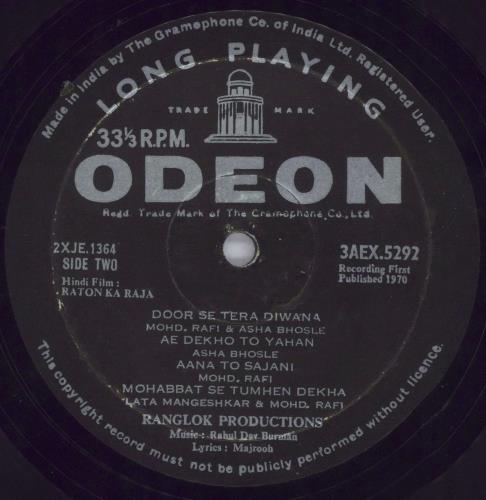 Made in India by The Gramophone Co. of India Ltd. Registered User.
LONG PLAYING
TRADE MARK
33⅓ R.P.M.
ODEON
Regd. Trade Mark of The Gramophone Co., Ltd.
2XJE.1364
SIDE TWO
3AEX.5292
Recording First
Published 1970
Hindi Film :
RATON KA RAJA
DOOR SE TERA DIWANA
MOHD. RAFI & ASHA BHOSLE
AE DEKHO TO YAHAN
ASHA BHOSLE
AANA TO SAJANI
MOHD. RAFI
MOHABBAT SE TUMHEN DEKHA
LATA MANGESHKAR & MOHD. RAFI
RANGLOK PRODUCTIONS
Music : Rahul Dev Burman
Lyrics : Majrooh
This copyright record must not be publicly performed without licence.